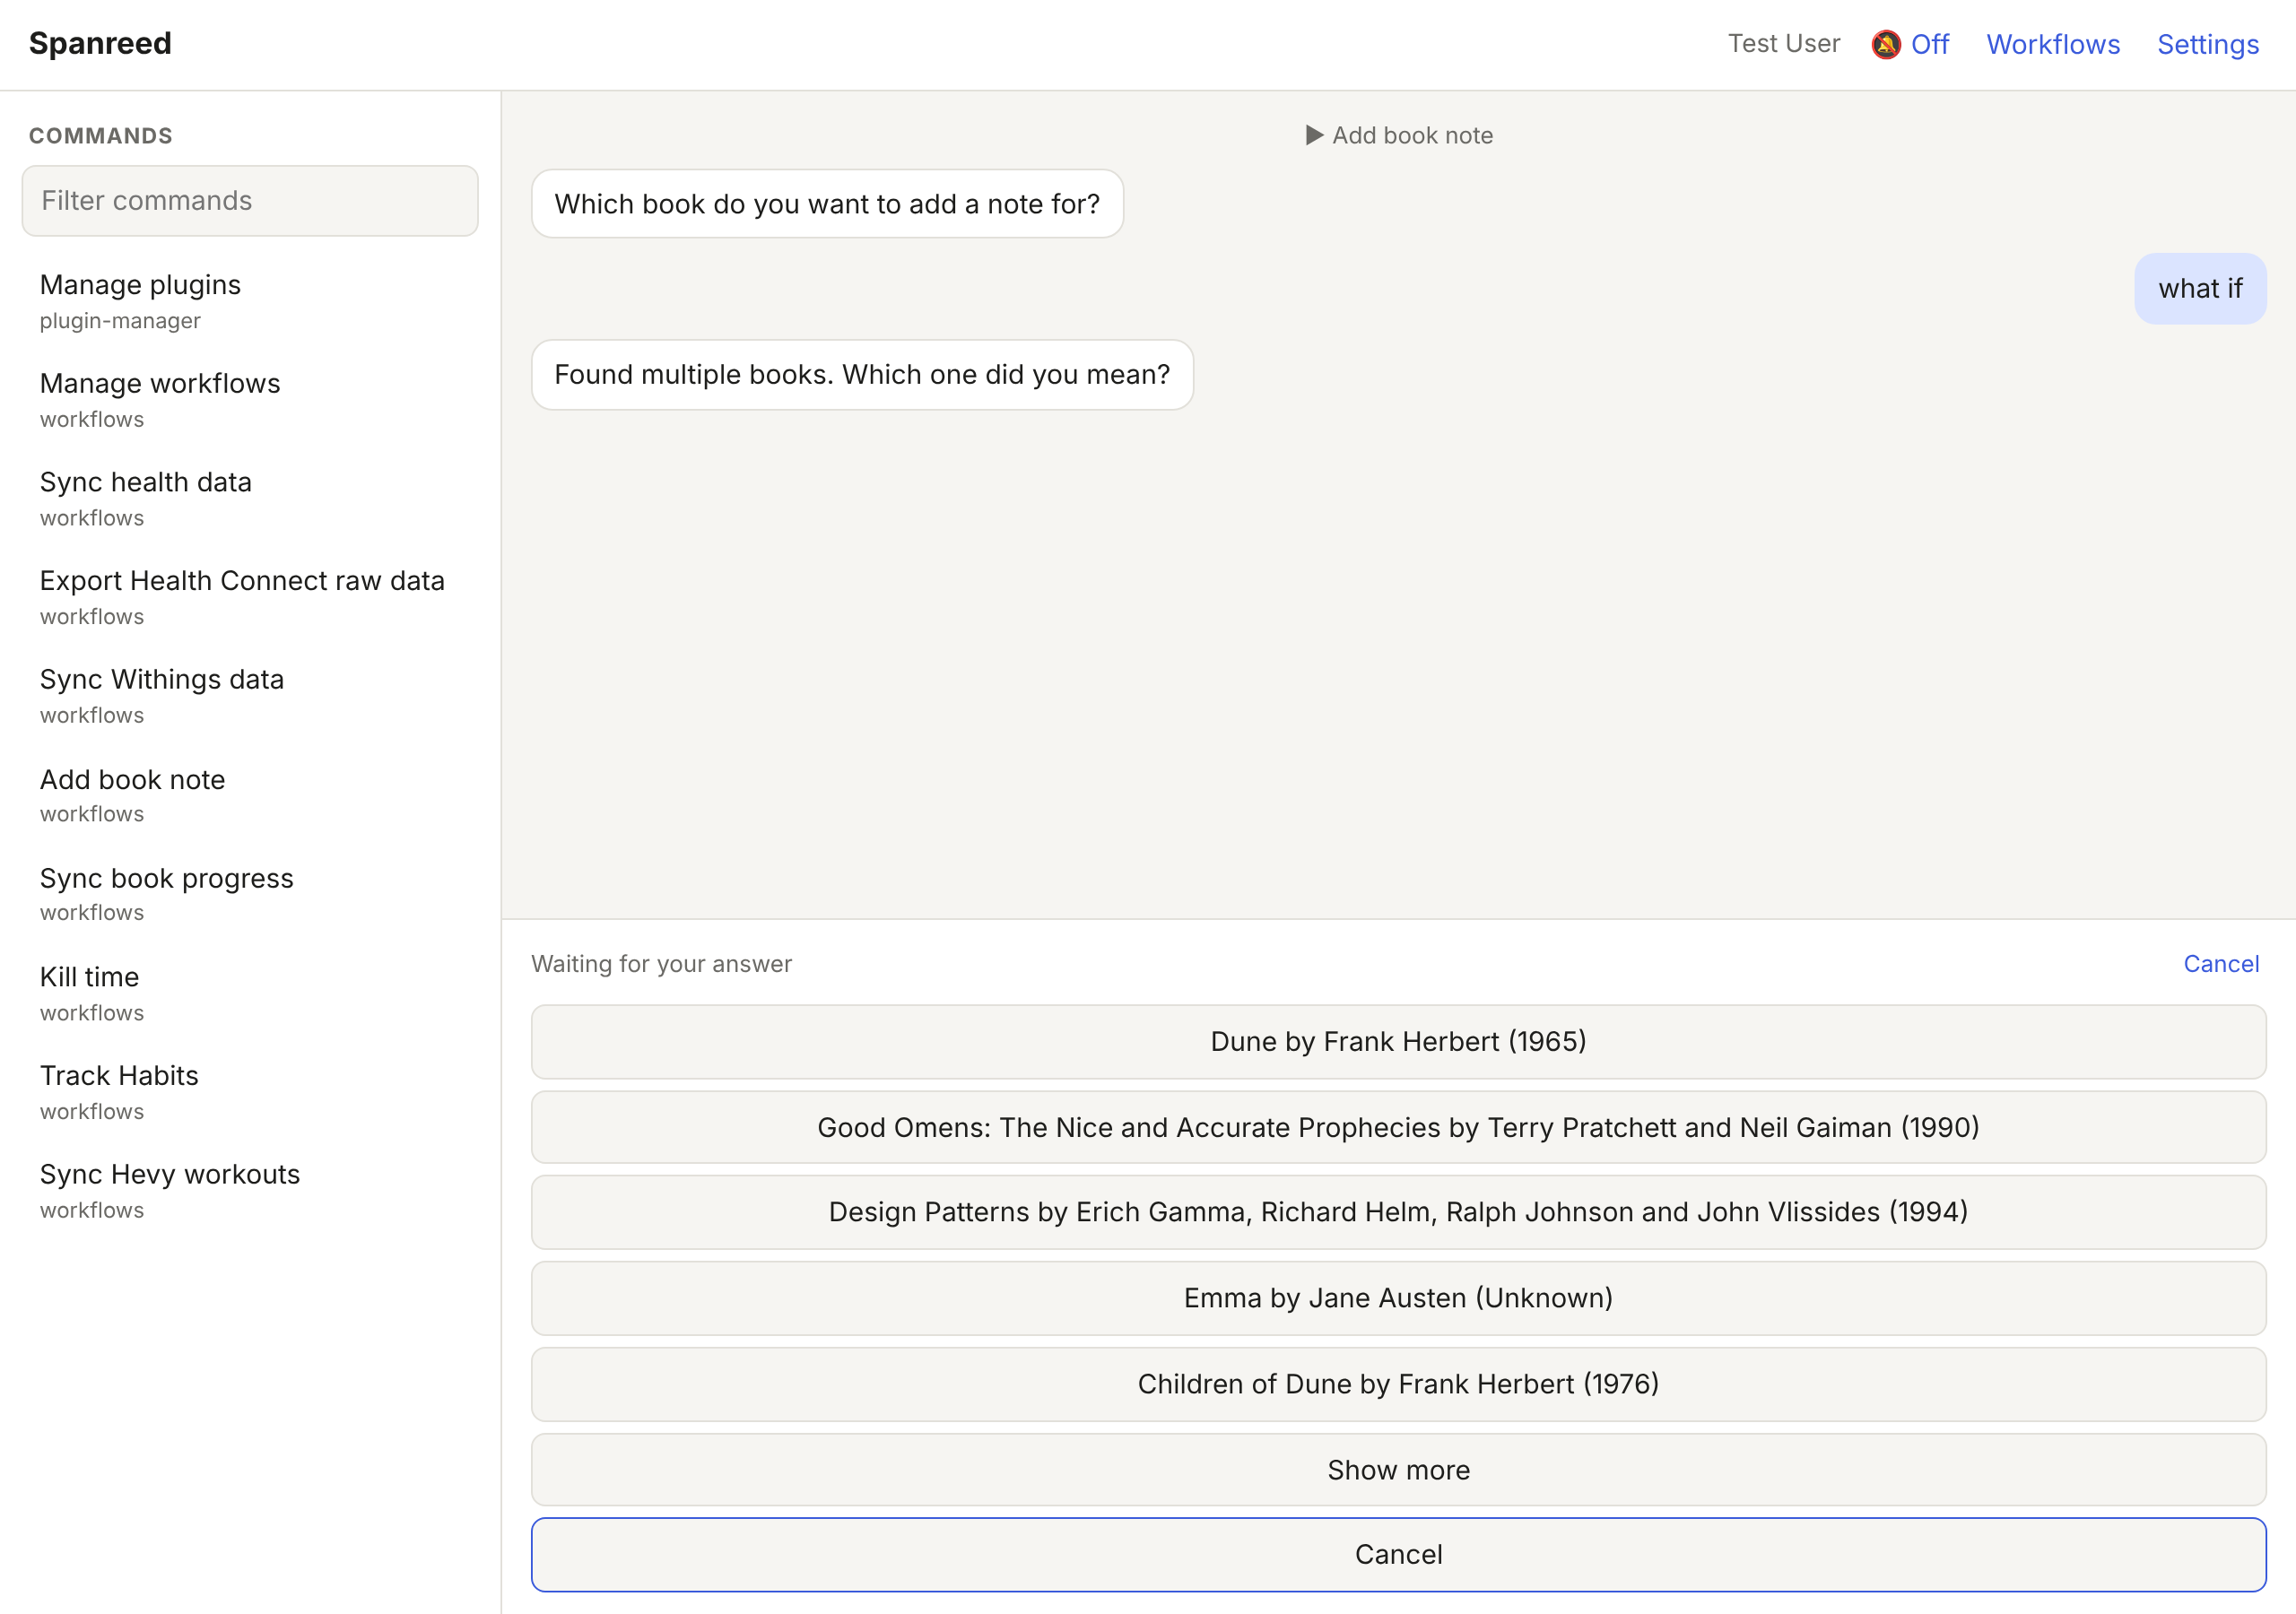 Spanreed
Test User
Off
Workflows
Settings
COMMANDS
Filter commands
Manage plugins
plugin-manager
Manage workflows
workflows
Sync health data
workflows
Export Health Connect raw data
workflows
Sync Withings data
workflows
Add book note
workflows
Sync book progress
workflows
Kill time
workflows
Track Habits
workflows
Sync Hevy workouts
workflows
▶ Add book note
Which book do you want to add a note for?
what if
Found multiple books. Which one did you mean?
Waiting for your answer
Cancel
Dune by Frank Herbert (1965)
Good Omens: The Nice and Accurate Prophecies by Terry Pratchett and Neil Gaiman (1990)
Design Patterns by Erich Gamma, Richard Helm, Ralph Johnson and John Vlissides (1994)
Emma by Jane Austen (Unknown)
Children of Dune by Frank Herbert (1976)
Show more
Cancel